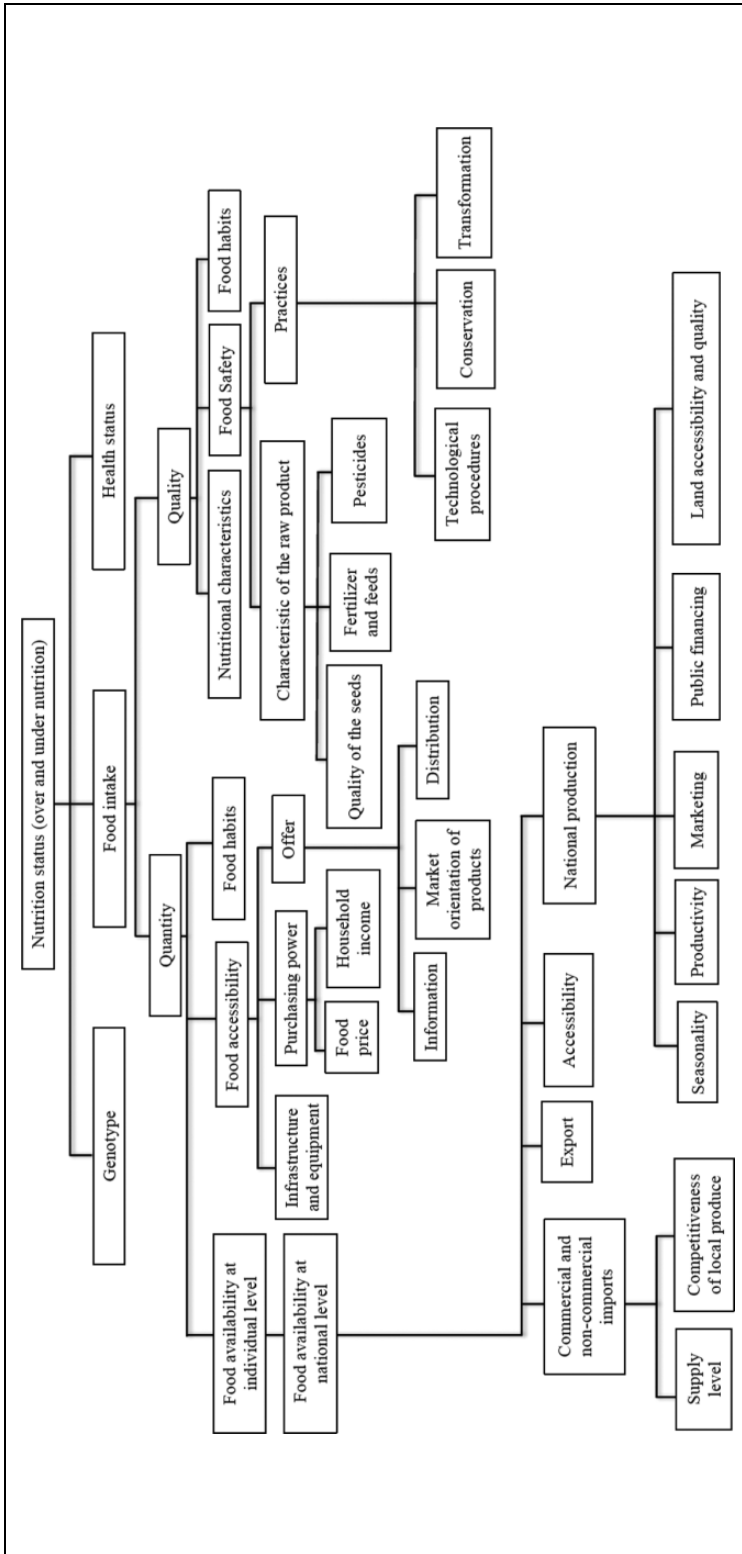 Nutrition status (over and under nutrition)
Genotype
Food intake
Health status
Quantity
Quality
Food availability at
individual level
Food accessibility
Food habits
Nutritional characteristics
Food Safety
Food habits
Food availability at
national level
Infrastructure
and equipment
Purchasing power
Offer
Characteristic of the raw product
Practices
Food
price
Household
income
Quality of the seeds
Fertilizer
and feeds
Pesticides
Information
Market
orientation of
products
Distribution
Technological
procedures
Conservation
Transformation
Commercial and
non-commercial
imports
Export
Accessibility
National production
Supply
level
Competitiveness
of local produce
Seasonality
Productivity
Marketing
Public financing
Land accessibility and quality